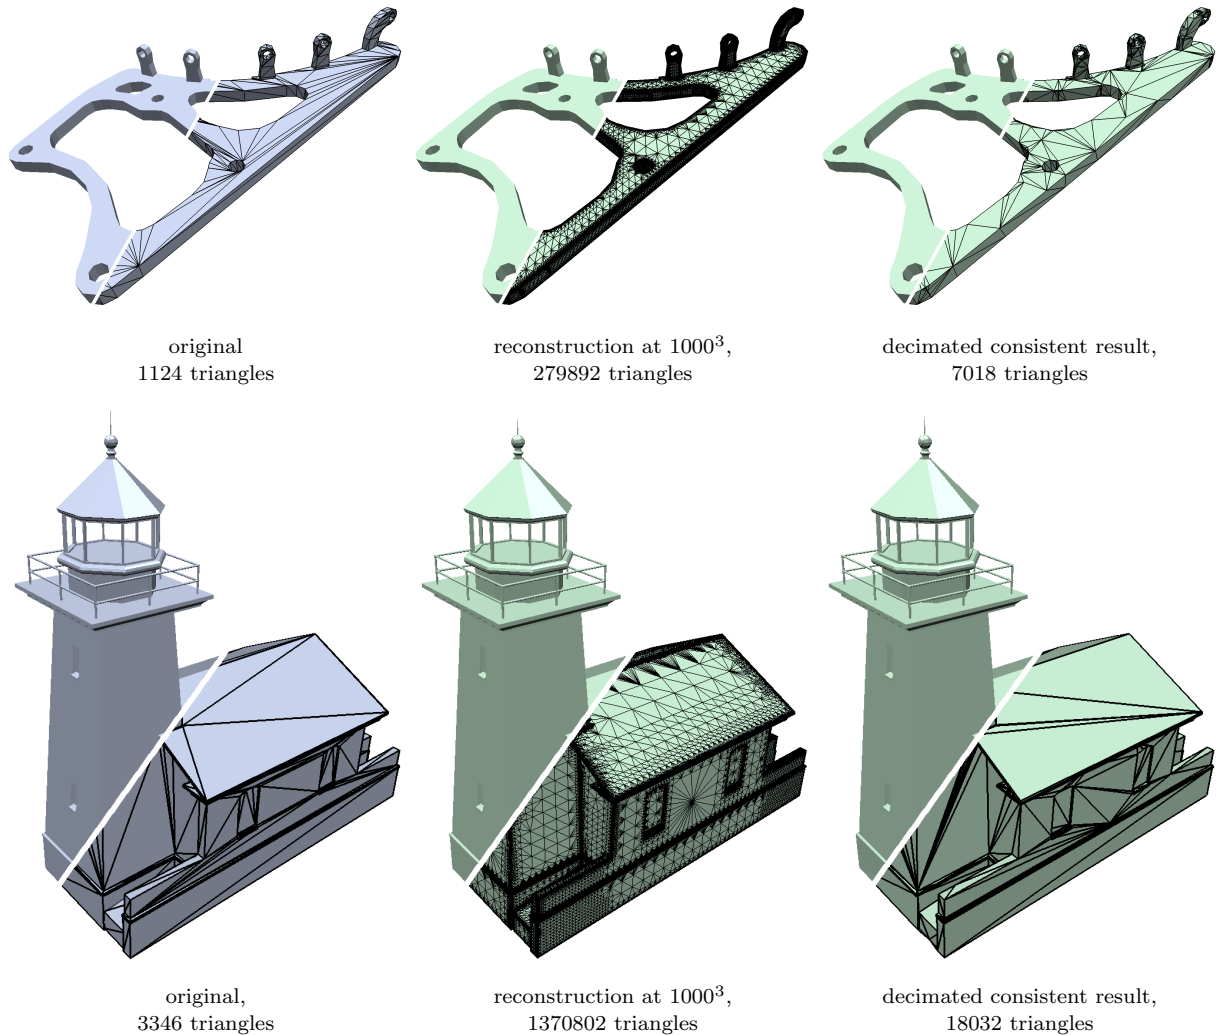 original
1124 triangles
reconstruction at 1000³,
279892 triangles
decimated consistent result,
7018 triangles
original,
3346 triangles
reconstruction at 1000³,
1370802 triangles
decimated consistent result,
18032 triangles